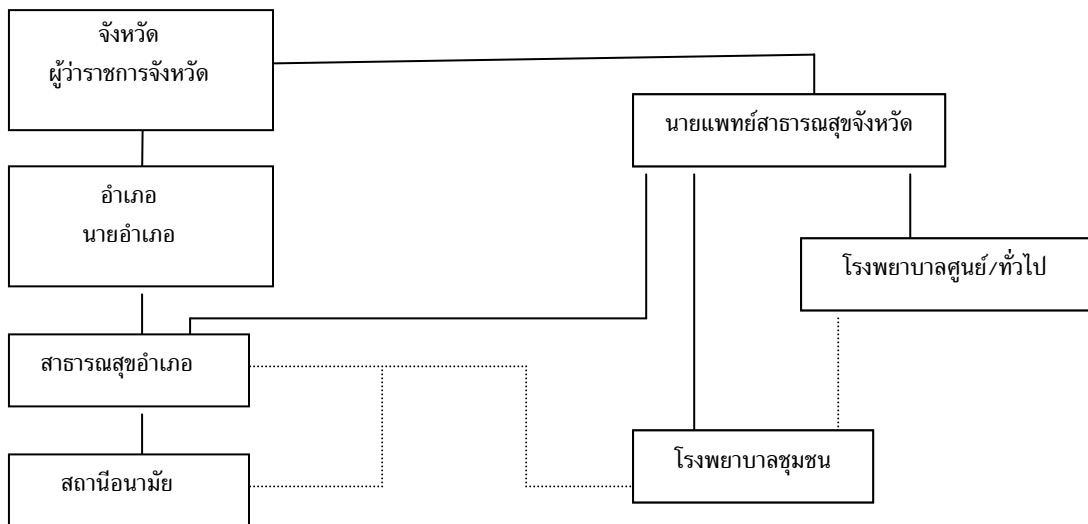 จังหวัด
ผู้ว่าราชการจังหวัด
นายแพทย์สาธารณสุขจังหวัด
อำเภอ
นายอำเภอ
โรงพยาบาลศูนย์/ทั่วไป
สาธารณสุขอำเภอ
โรงพยาบาลชุมชน
สถานีอนามัย